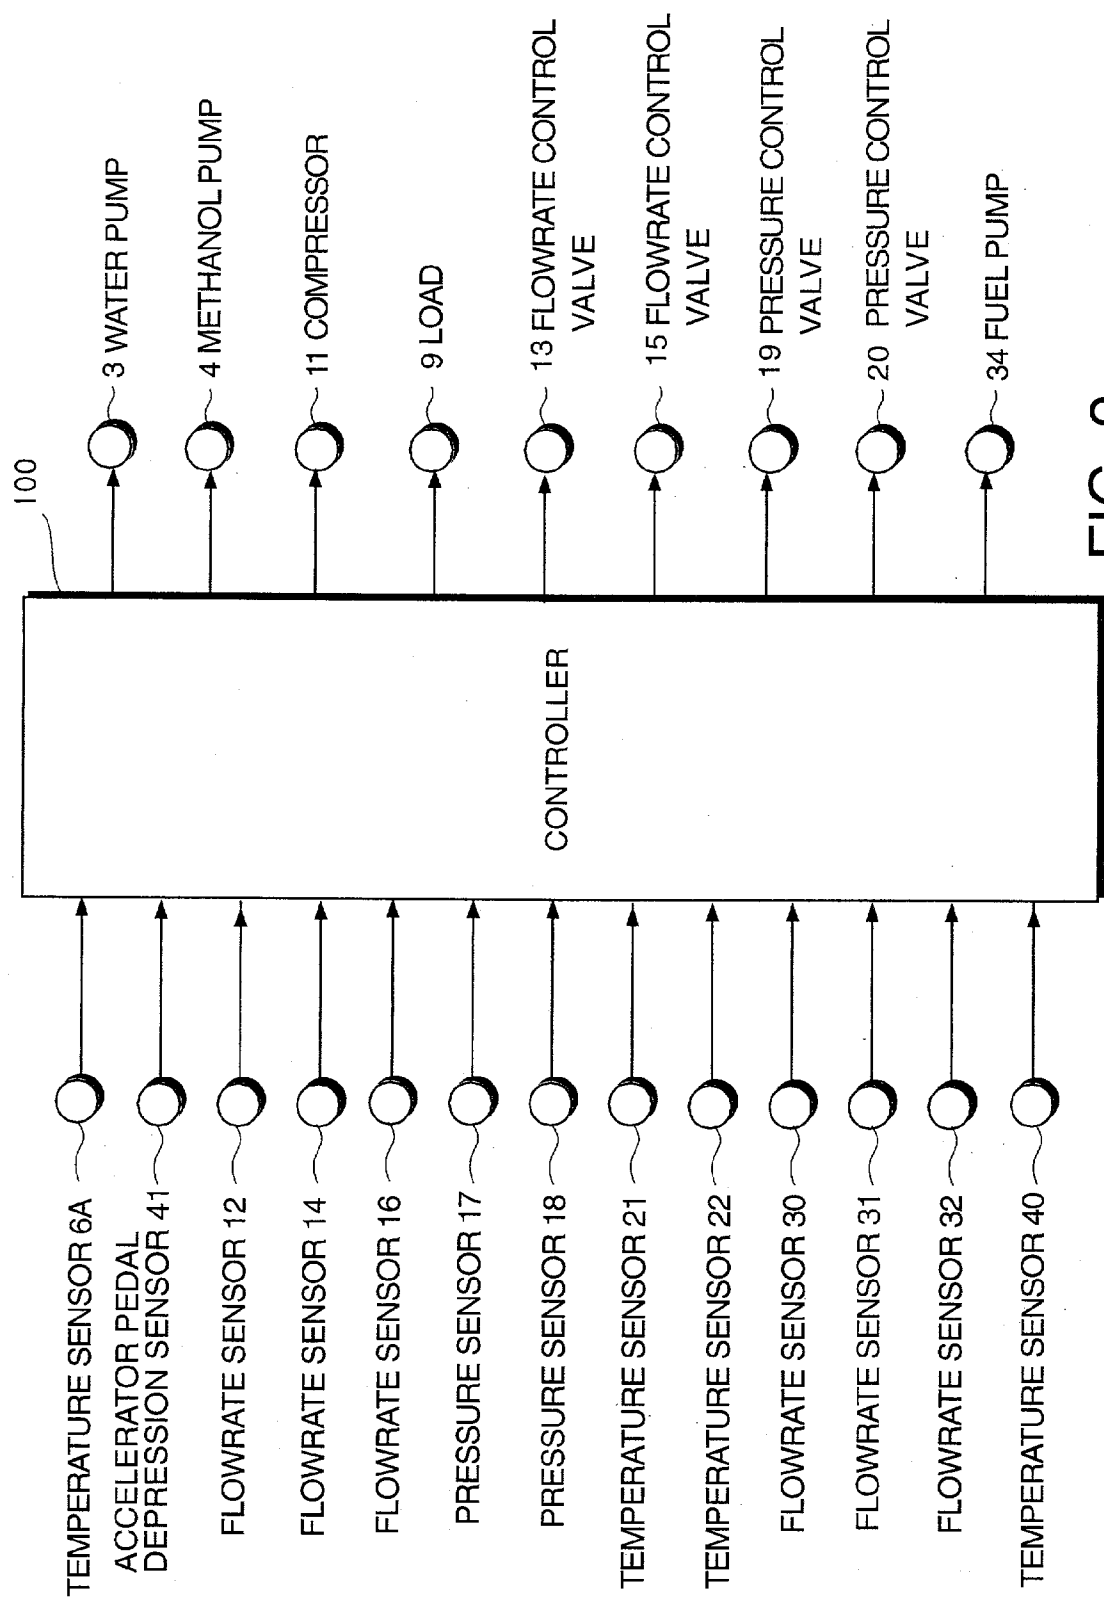 100
TEMPERATURE SENSOR 6A
ACCELERATOR PEDAL
DEPRESSION SENSOR 41
FLOWRATE SENSOR 12
FLOWRATE SENSOR 14
FLOWRATE SENSOR 16
PRESSURE SENSOR 17
PRESSURE SENSOR 18
TEMPERATURE SENSOR 21
TEMPERATURE SENSOR 22
FLOWRATE SENSOR 30
FLOWRATE SENSOR 31
FLOWRATE SENSOR 32
TEMPERATURE SENSOR 40
CONTROLLER
3 WATER PUMP
4 METHANOL PUMP
11 COMPRESSOR
9 LOAD
13 FLOWRATE CONTROL
VALVE
15 FLOWRATE CONTROL
VALVE
19 PRESSURE CONTROL
VALVE
20 PRESSURE CONTROL
VALVE
34 FUEL PUMP